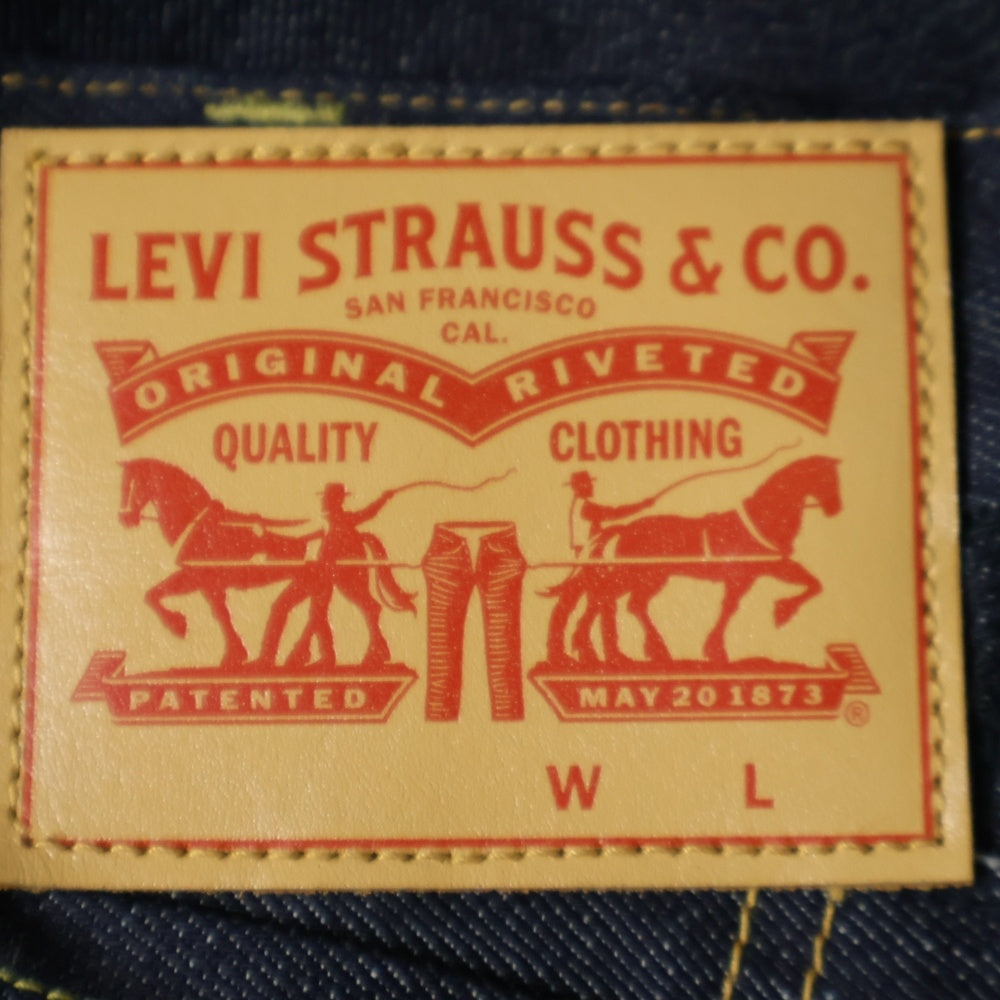 LEVI STRAUSS & CO.
SAN FRANCISCO
CAL.
ORIGINAL RIVETED
QUALITY CLOTHING
PATENTED MAY 20 1873 ®
W L